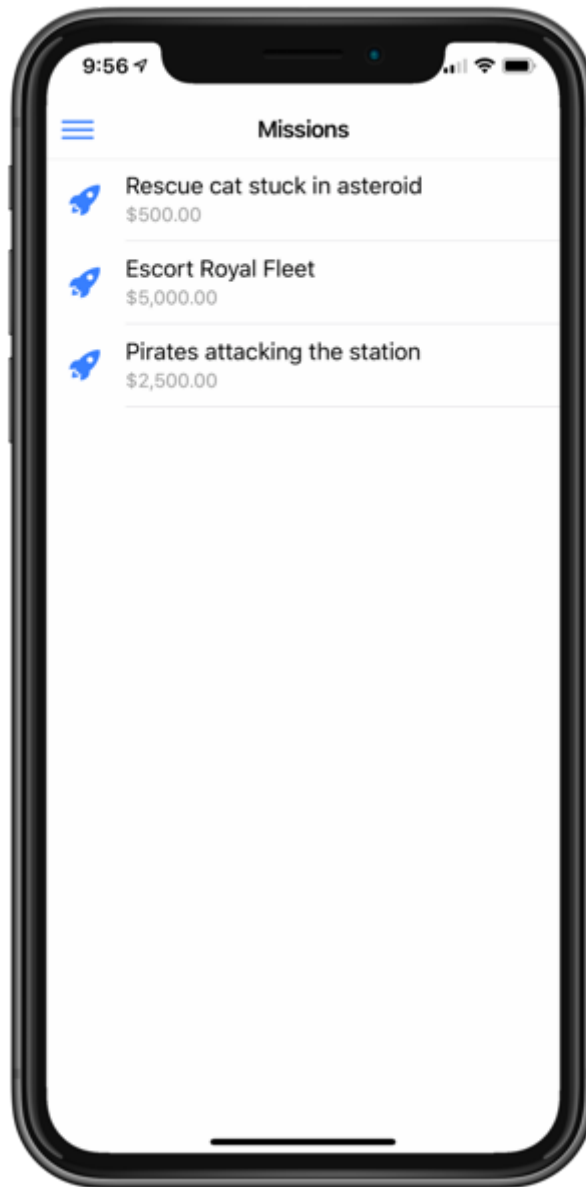 9:56
Missions
Rescue cat stuck in asteroid
$500.00
Escort Royal Fleet
$5,000.00
Pirates attacking the station
$2,500.00